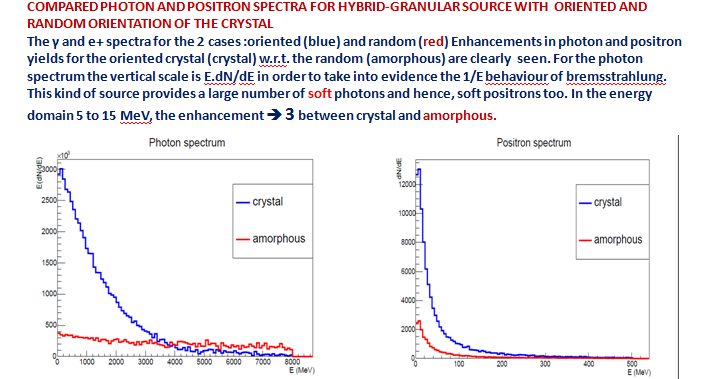 COMPARED PHOTON AND POSITRON SPECTRA FOR HYBRID-GRANULAR SOURCE WITH ORIENTED AND
RANDOM ORIENTATION OF THE CRYSTAL
The γ and e+ spectra for the 2 cases :oriented (blue) and random (red) Enhancements in photon and positron
yields for the oriented crystal (crystal) w.r.t. the random (amorphous) are clearly seen. For the photon
spectrum the vertical scale is E.dN/dE in order to take into evidence the 1/E behaviour of bremsstrahlung.
This kind of source provides a large number of soft photons and hence, soft positrons too. In the energy
domain 5 to 15 MeV, the enhancement ➔ 3 between crystal and amorphous.
Photon spectrum
×10³
E(dN/dE)
3000
2500
2000
1500
1000
500
0
0 1000 2000 3000 4000 5000 6000 7000 8000
E (MeV)
crystal
amorphous
Positron spectrum
dN/dE
12000
10000
8000
6000
4000
2000
0
0 100 200 300 400 500
E (MeV)
crystal
amorphous